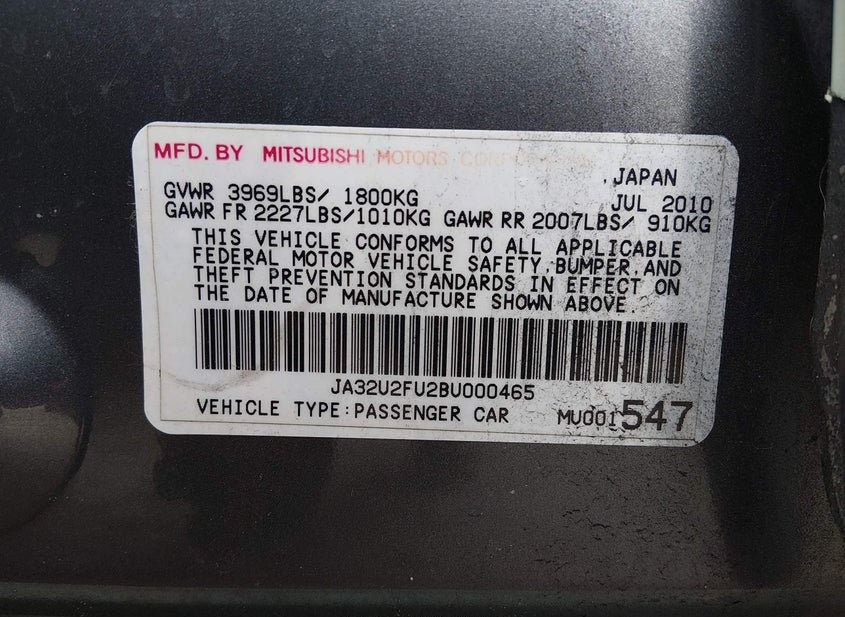 MFD. BY MITSUBISHI MOTORS CORPORATION
JAPAN
GVWR 3969LBS/ 1800KG JUL 2010
GAWR FR 2227LBS/1010KG GAWR RR 2007LBS/ 910KG
THIS VEHICLE CONFORMS TO ALL APPLICABLE
FEDERAL MOTOR VEHICLE SAFETY,BUMPER,AND
THEFT PREVENTION STANDARDS IN EFFECT ON
THE DATE OF MANUFACTURE SHOWN ABOVE.
JA32U2FU2BU000465
VEHICLE TYPE:PASSENGER CAR MU001547